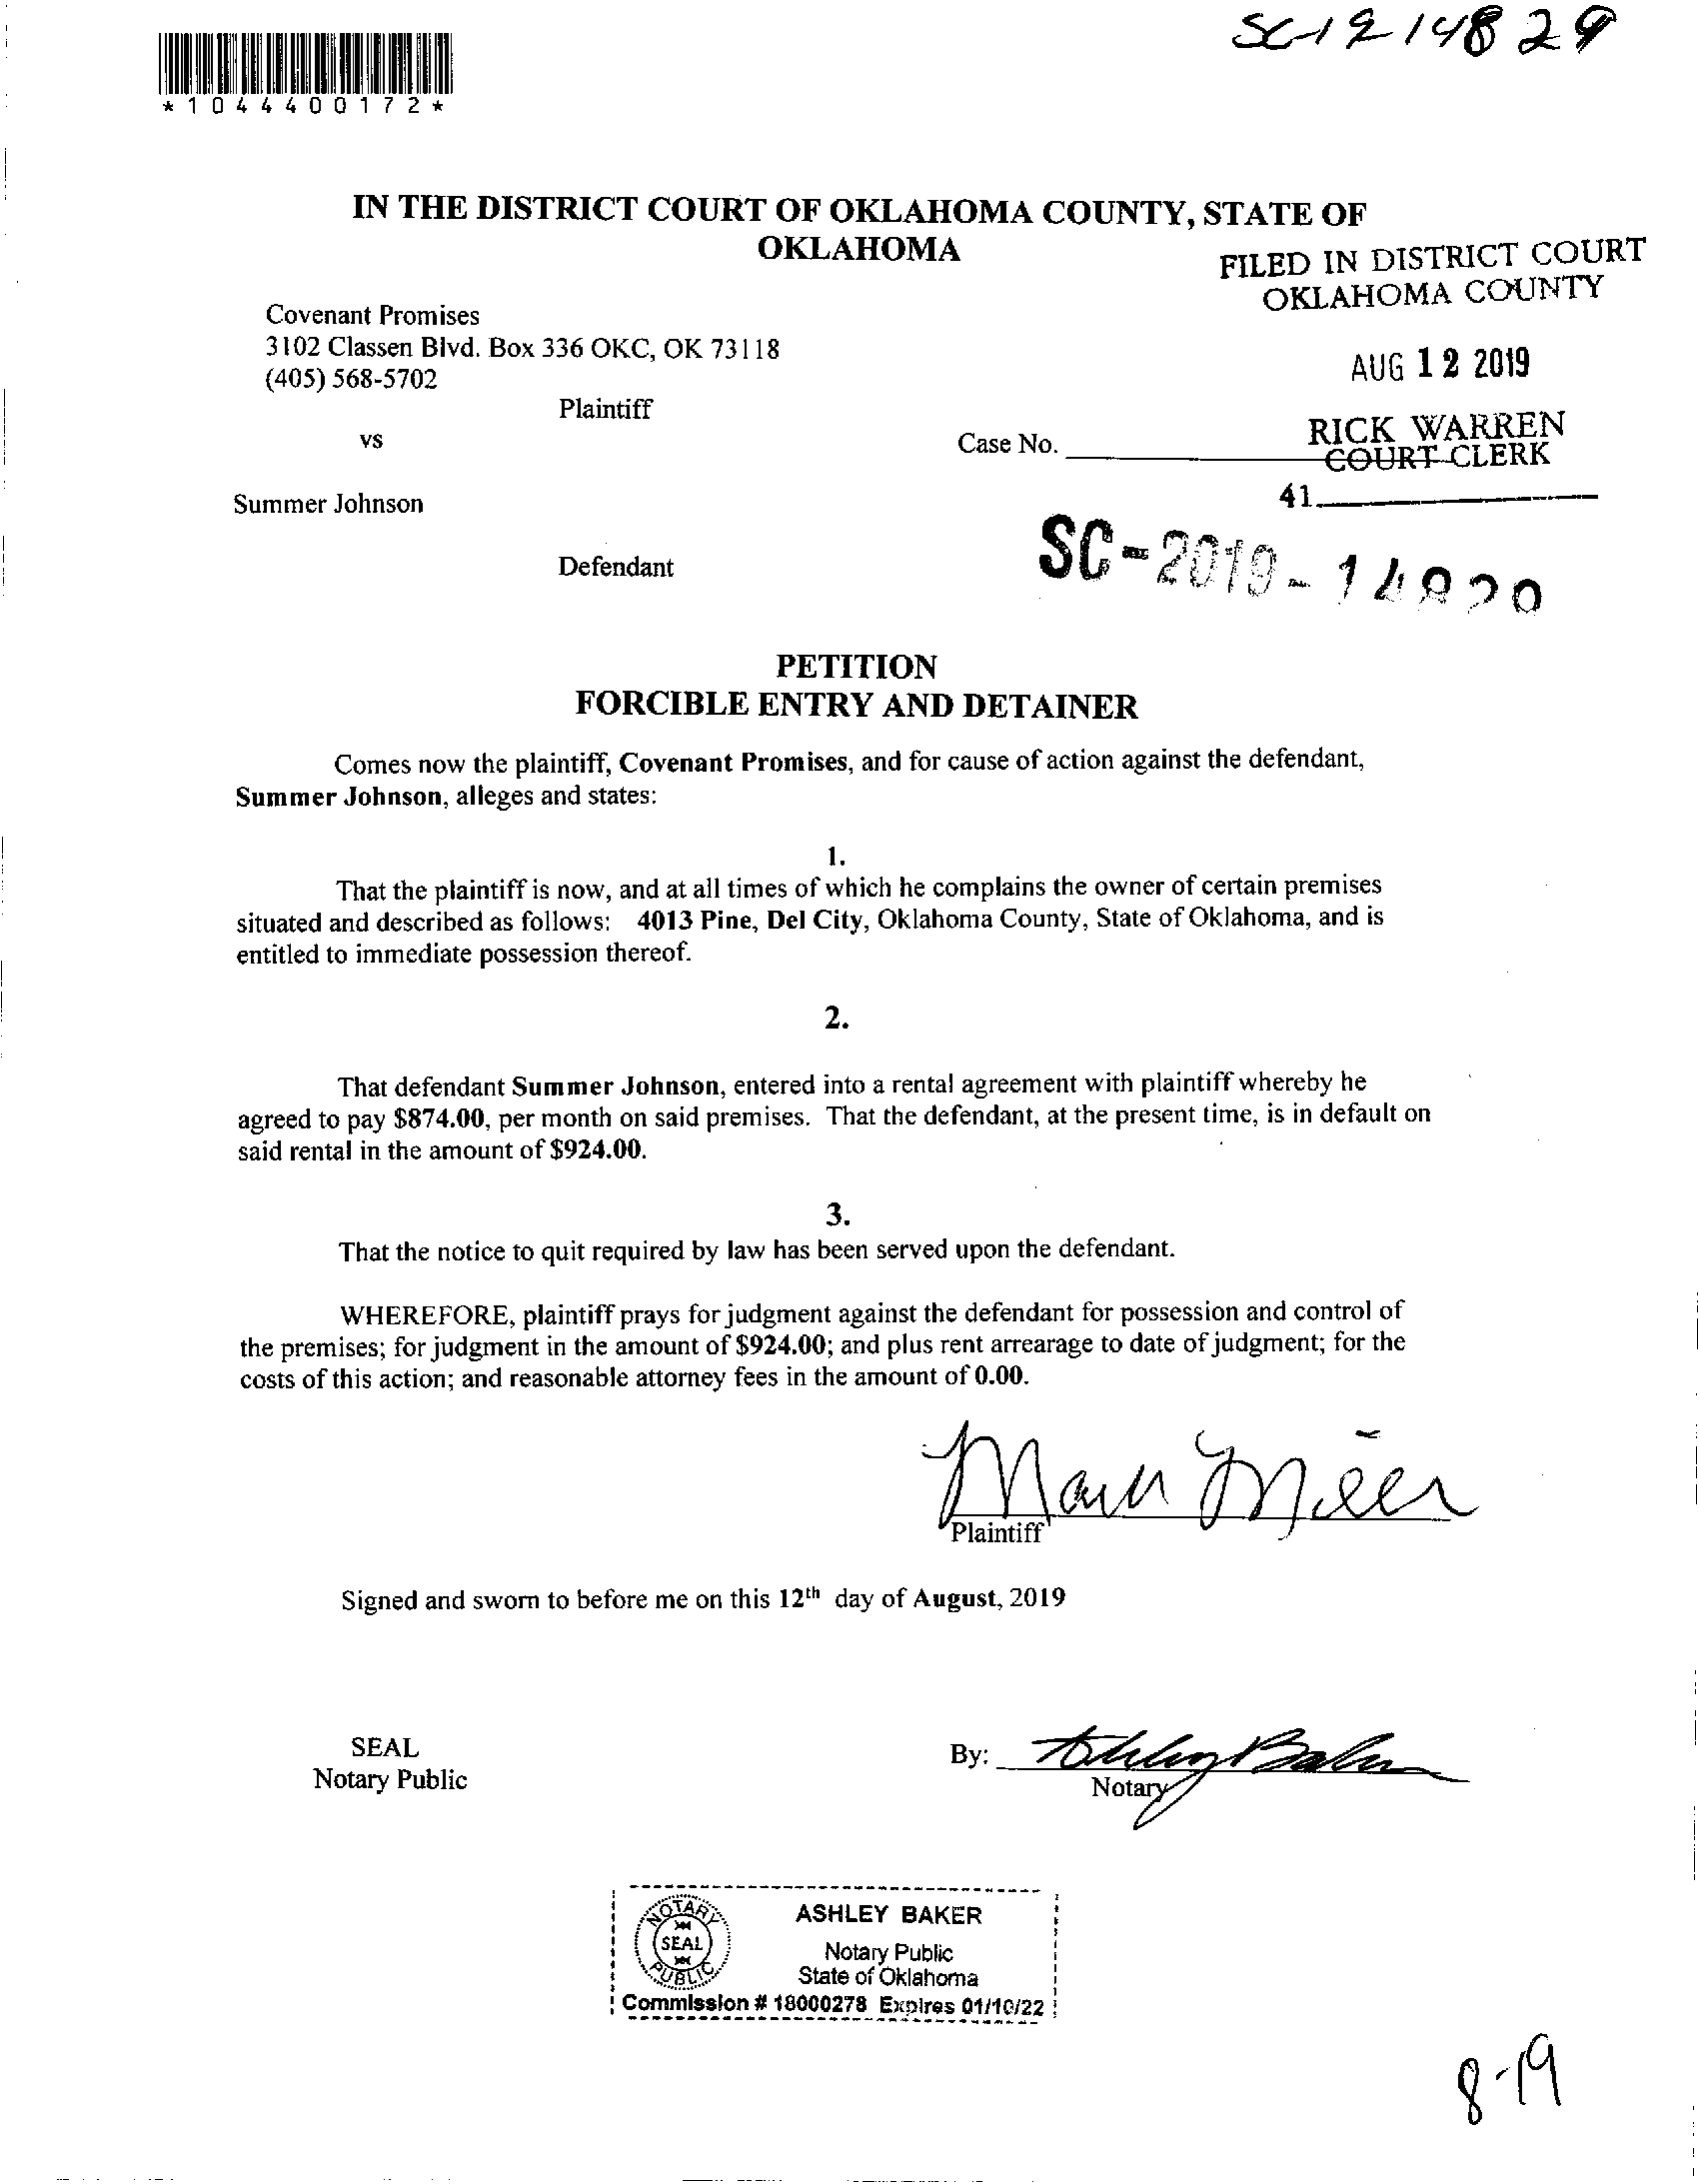 SC-19-14829
*1044400172*
IN THE DISTRICT COURT OF OKLAHOMA COUNTY, STATE OF
OKLAHOMA
FILED IN DISTRICT COURT
OKLAHOMA COUNTY
Covenant Promises
3102 Classen Blvd. Box 336 OKC, OK 73118
(405) 568-5702
AUG 12 2019
Plaintiff
RICK WARREN
COURT CLERK
vs
Case No.
41
Summer Johnson
SC-2019-
Defendant
PETITION
FORCIBLE ENTRY AND DETAINER
Comes now the plaintiff, Covenant Promises, and for cause of action against the defendant,
Summer Johnson, alleges and states:
1.
That the plaintiff is now, and at all times of which he complains the owner of certain premises
situated and described as follows: 4013 Pine, Del City, Oklahoma County, State of Oklahoma, and is
entitled to immediate possession thereof.
2.
That defendant Summer Johnson, entered into a rental agreement with plaintiff whereby he
agreed to pay $874.00, per month on said premises. That the defendant, at the present time, is in default on
said rental in the amount of $924.00.
3.
That the notice to quit required by law has been served upon the defendant.
WHEREFORE, plaintiff prays for judgment against the defendant for possession and control of
the premises; for judgment in the amount of $924.00; and plus rent arrearage to date of judgment; for the
costs of this action; and reasonable attorney fees in the amount of 0.00.
Plaintiff
Signed and sworn to before me on this 12th day of August, 2019
SEAL
Notary Public
By: Ashley Baker
Notary
NOTARY
SEAL
PUBLIC
ASHLEY BAKER
Notary Public
State of Oklahoma
Commission # 18000278 Expires 01/10/22
8-19